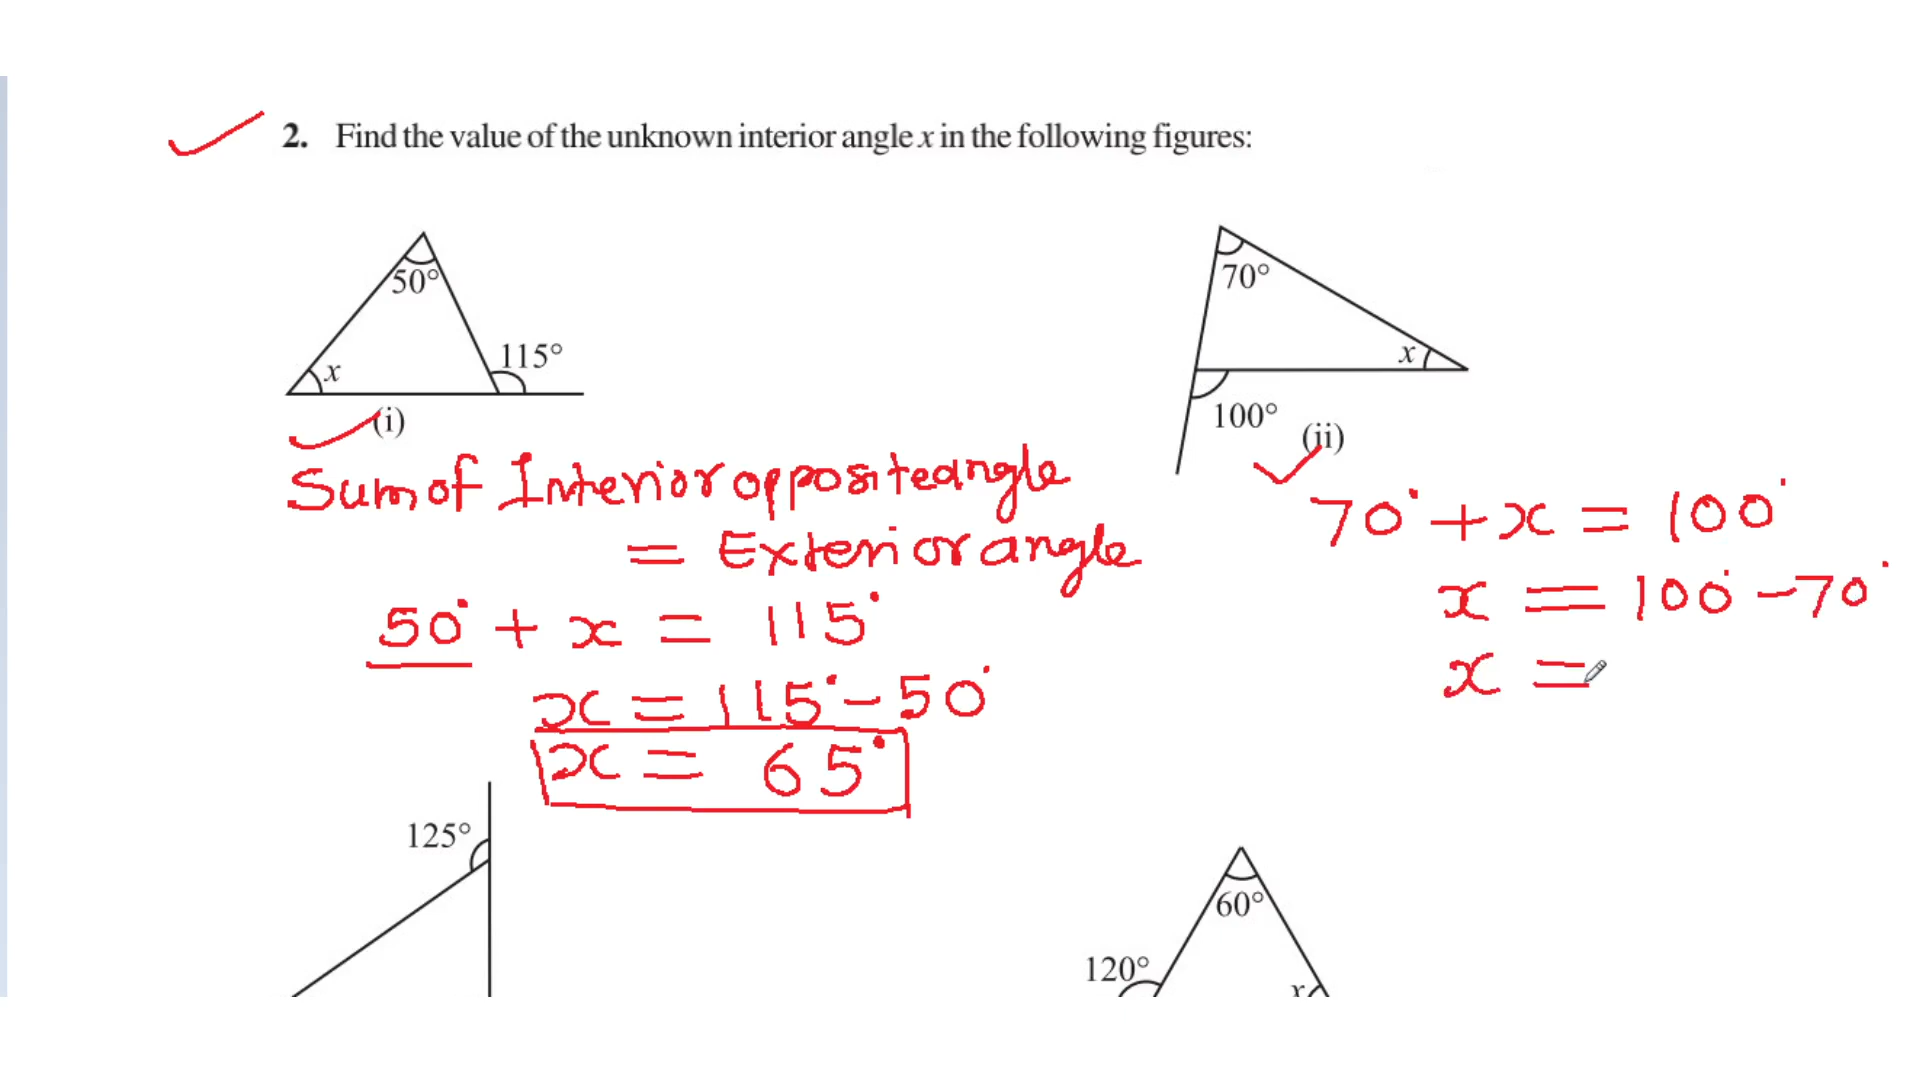 2. Find the value of the unknown interior angle x in the following figures:
50°
x
115°
(i)
70°
x
100°
(ii)
Sum of Interior opposite angle
= Exterior angle
50° + x = 115°
x = 115° - 50°
x = 65°
70° + x = 100°
x = 100° - 70°
x =
125°
60°
120°
x